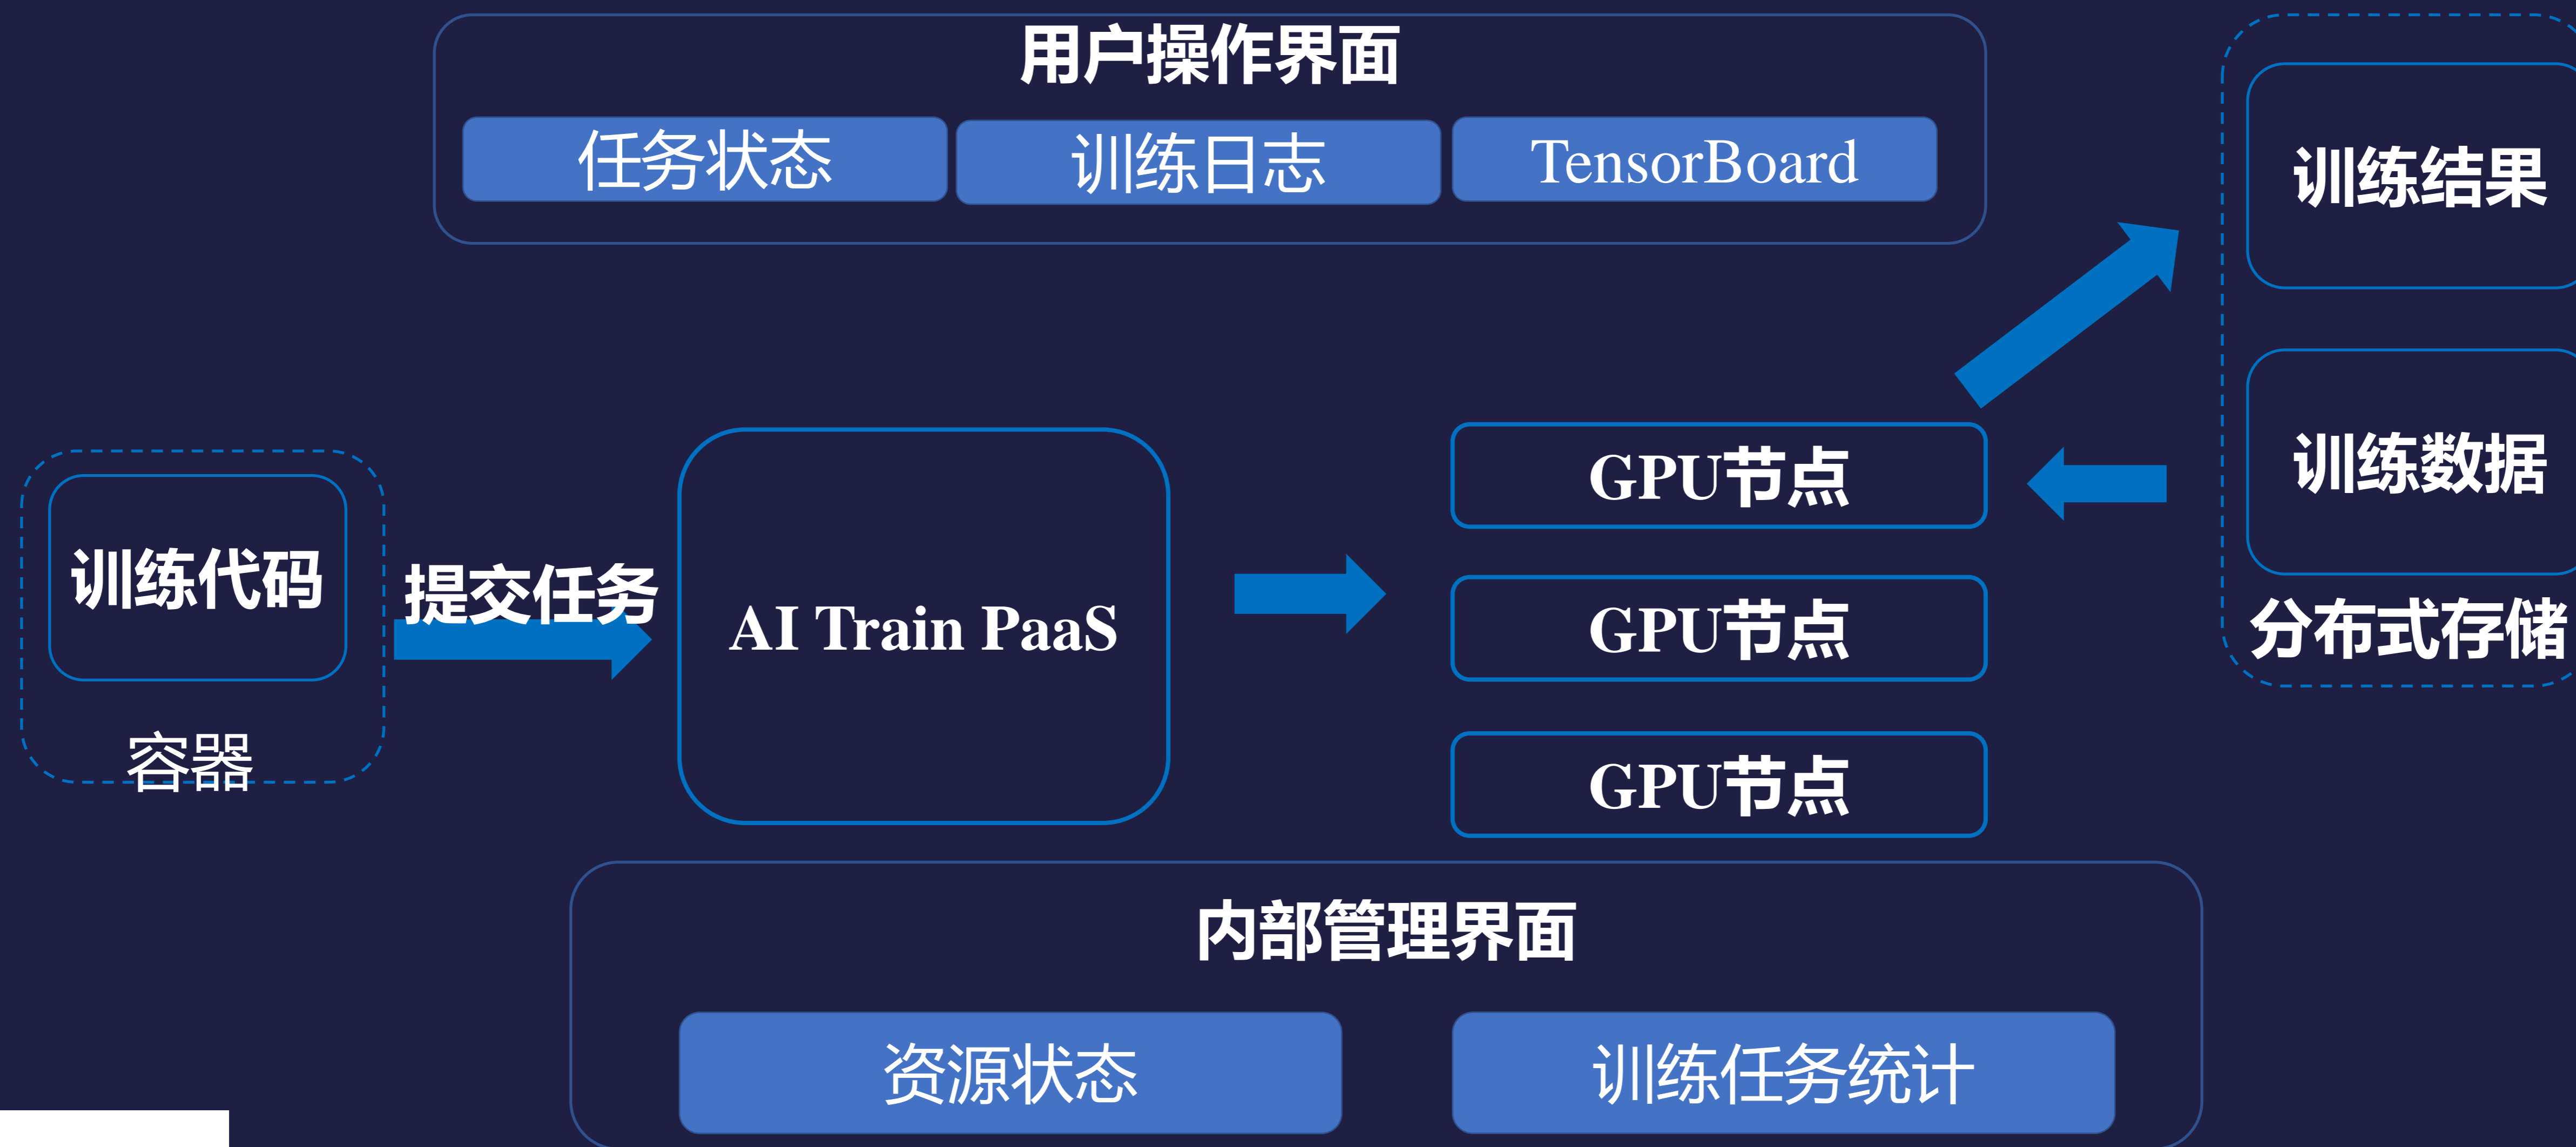 用户操作界面
任务状态
训练日志
TensorBoard
训练结果
训练数据
分布式存储
训练代码
容器
提交任务
AI Train PaaS
GPU节点
GPU节点
GPU节点
内部管理界面
资源状态
训练任务统计